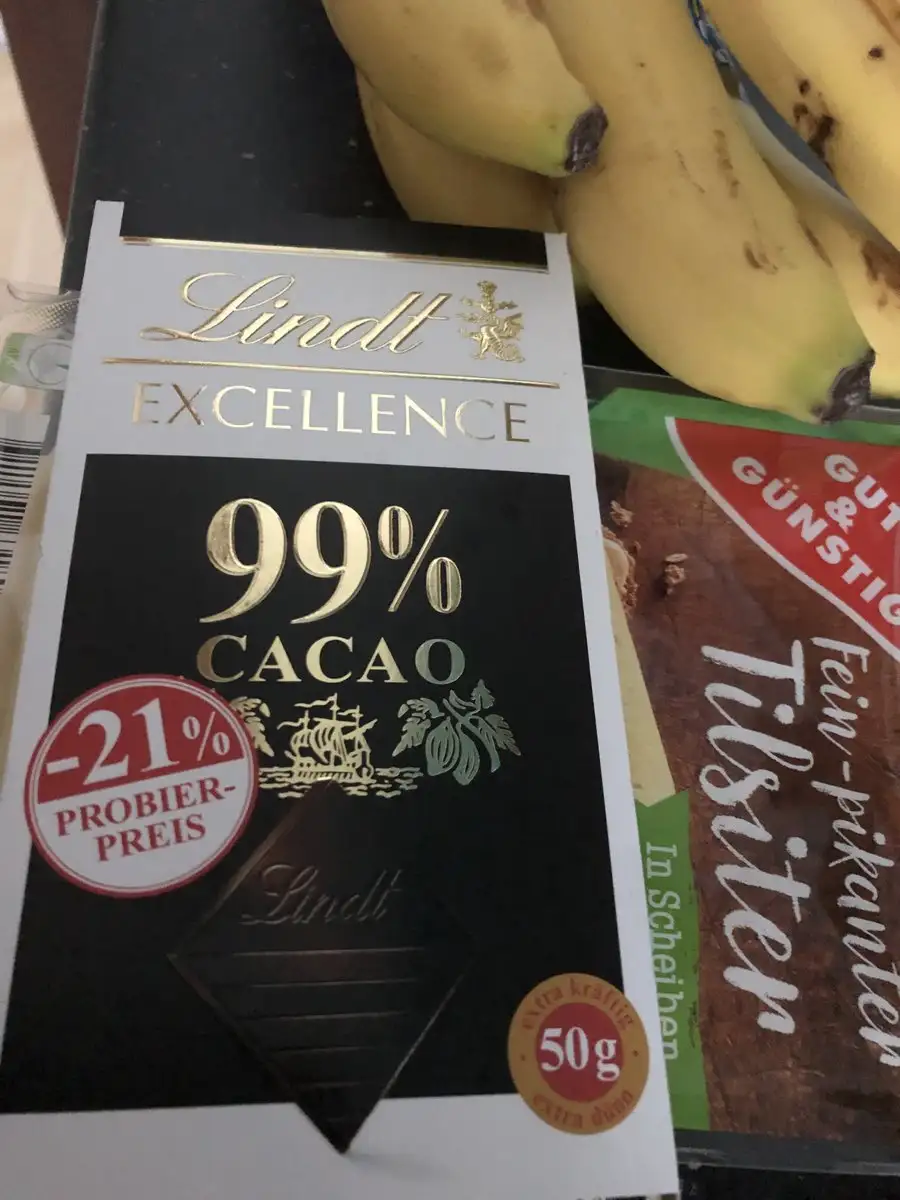 Lindt
EXCELLENCE
99%
CACAO
-21%
PROBIER-
PREIS
Lindt
extra kräftig
50g
extra dünn
GUT
&
GÜNSTIG
Fein-pikanter
Tilsiter
In Scheiben